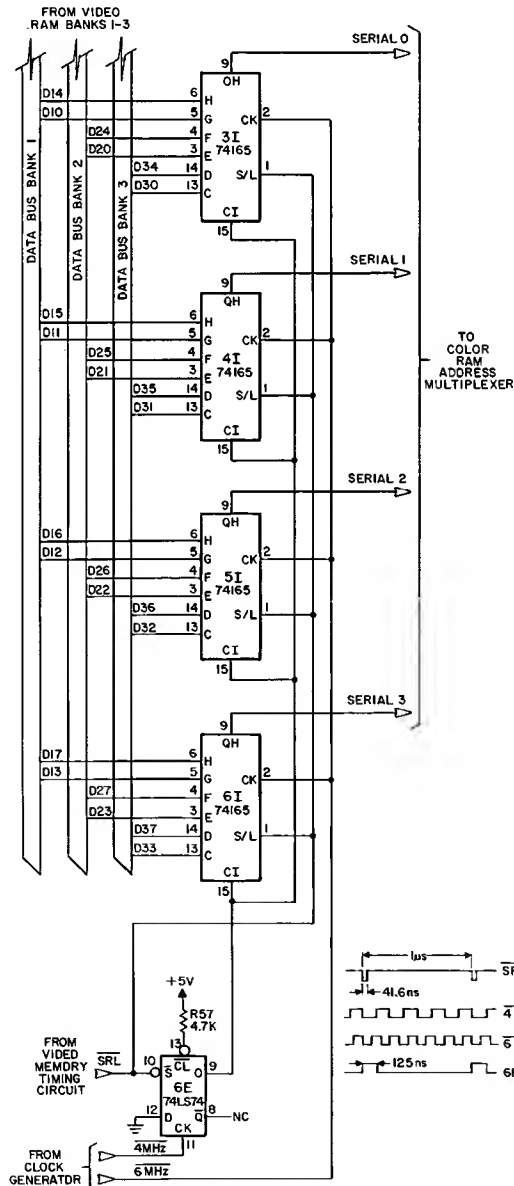 FROM VIDEO
RAM BANKS 1-3
DATA BUS BANK 1
DATA BUS BANK 2
DATA BUS BANK 3
SERIAL 0
9
OH
D14 6 H
D10 5 G
D24 4 F
D20 3 E
D34 14 D
D30 13 C
3I
74165
CK 2
S/L 1
CI
15
SERIAL 1
9
QH
D15 6 H
D11 5 G
D25 4 F
D21 3 E
D35 14 D
D31 13 C
4I
74165
CK 2
S/L 1
CI
15
TO
COLOR
RAM
ADDRESS
MULTIPLEXER
SERIAL 2
9
QH
D16 6 H
D12 5 G
D26 4 F
D22 3 E
D36 14 D
D32 13 C
5I
74165
CK 2
S/L 1
CI
15
SERIAL 3
9
QH
D17 6 H
D13 5 G
D27 4 F
D23 3 E
D37 14 D
D33 13 C
6I
74165
CK 2
S/L 1
CI
15
+5V
R57
4.7K
13
FROM
VIDEO
MEMORY
TIMING
CIRCUIT
SRL
10 S CL O 9
6E
74LS74
12 D Q 8 NC
CK
11
FROM
CLOCK
GENERATOR
4MHz
6MHz
1µs
41.6ns
4
6
125ns